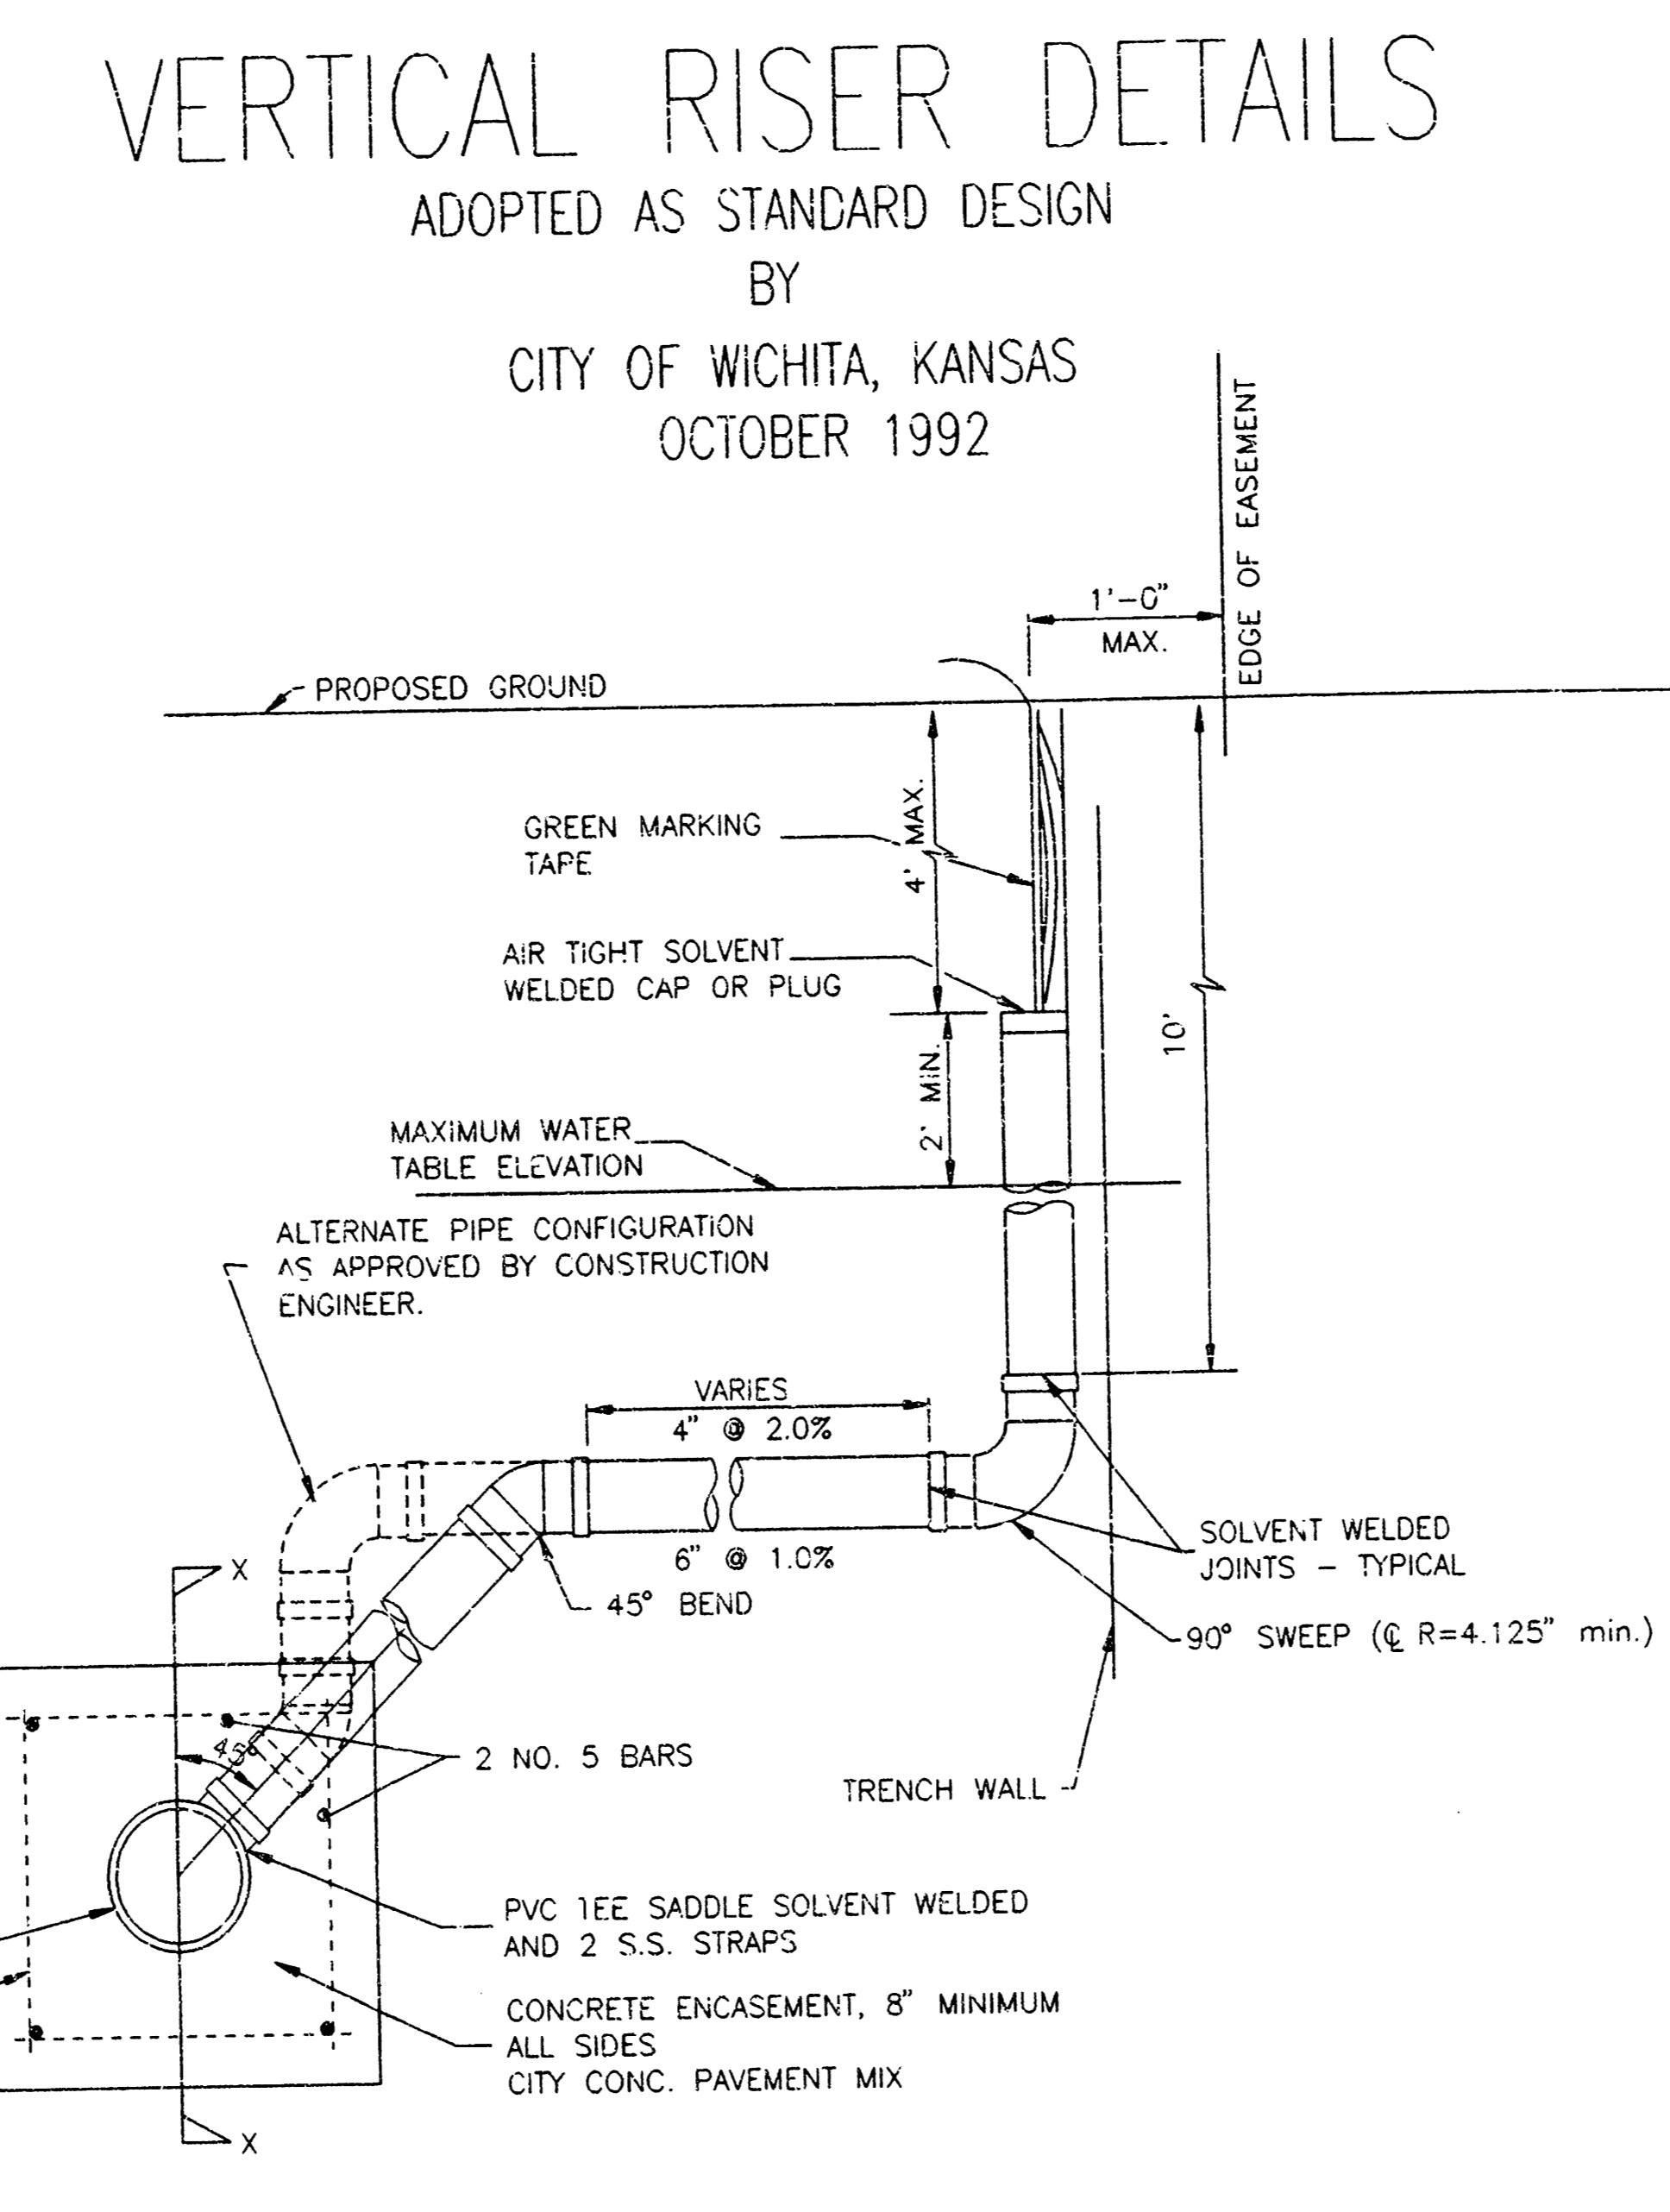 VERTICAL RISER DETAILS
ADOPTED AS STANDARD DESIGN
BY
CITY OF WICHITA, KANSAS
OCTOBER 1992
EDGE OF EASEMENT
1'-0"
MAX.
PROPOSED GROUND
4' MAX.
GREEN MARKING
TAPE
AIR TIGHT SOLVENT
WELDED CAP OR PLUG
10'
2' MIN.
MAXIMUM WATER
TABLE ELEVATION
ALTERNATE PIPE CONFIGURATION
AS APPROVED BY CONSTRUCTION
ENGINEER.
VARIES
4" @ 2.0%
6" @ 1.0%
45° BEND
SOLVENT WELDED
JOINTS – TYPICAL
90° SWEEP (℄ R=4.125" min.)
X
45°
2 NO. 5 BARS
TRENCH WALL
PVC TEE SADDLE SOLVENT WELDED
AND 2 S.S. STRAPS
CONCRETE ENCASEMENT, 8" MINIMUM
ALL SIDES
CITY CONC. PAVEMENT MIX
X